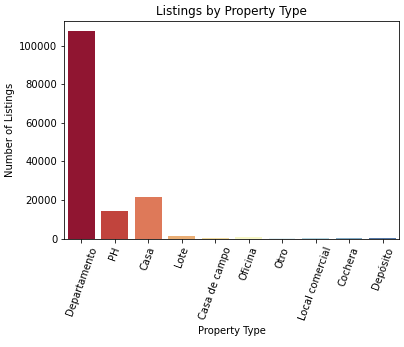 Listings by Property Type
Number of Listings
100000
80000
60000
40000
20000
0
Departamento
PH
Casa
Lote
Casa de campo
Oficina
Otro
Local comercial
Cochera
Depósito
Property Type